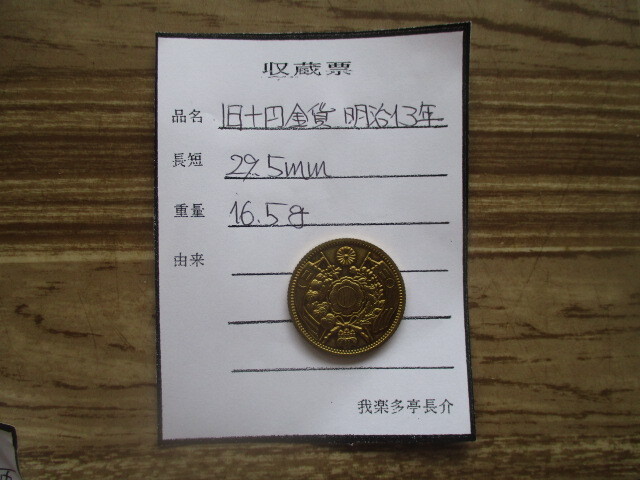 収蔵票
品名 旧十円金貨 明治13年
長短 29.5mm
重量 16.5g
由来
我楽多亭長介